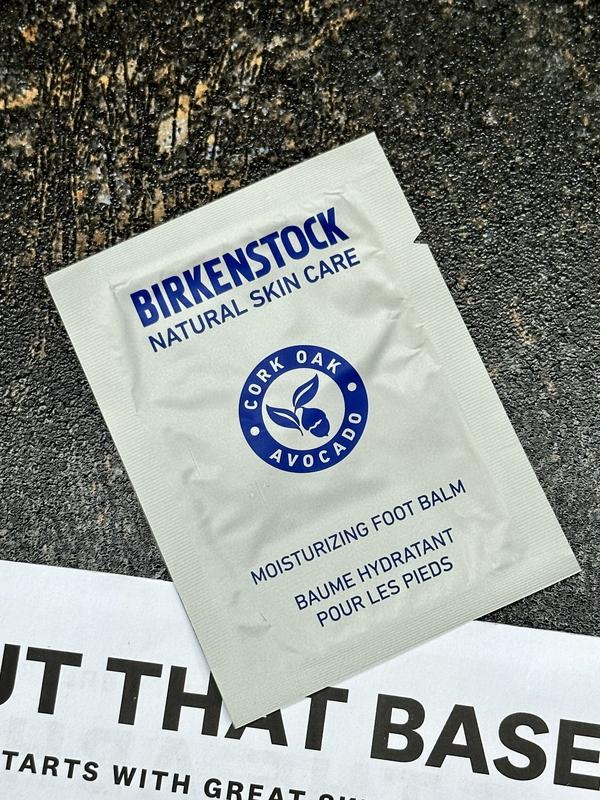 BIRKENSTOCK
NATURAL SKIN CARE
CORK OAK
AVOCADO
MOISTURIZING FOOT BALM
BAUME HYDRATANT
POUR LES PIEDS
UT THAT BASE
TARTS WITH GREAT